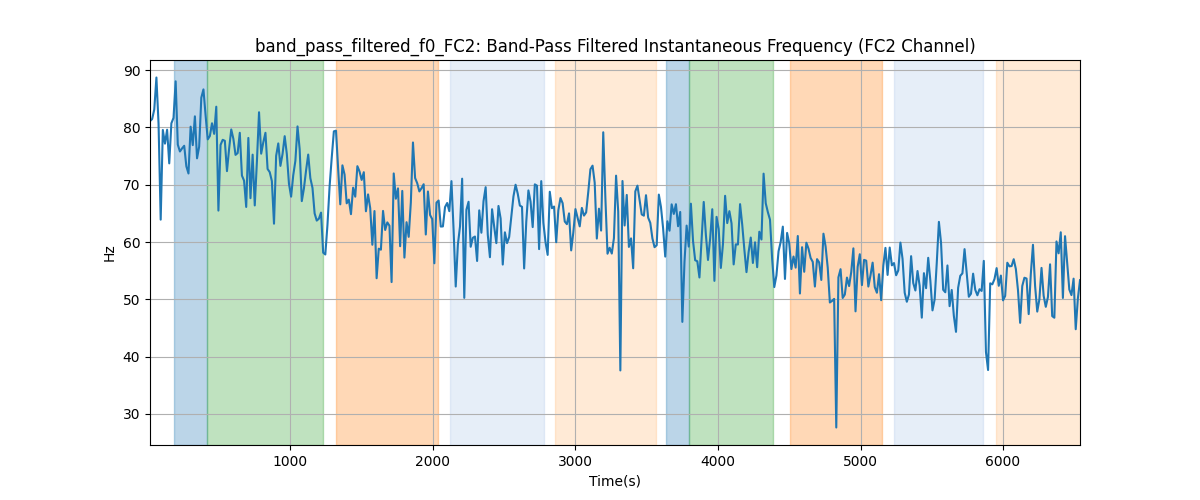 band_pass_filtered_f0_FC2: Band-Pass Filtered Instantaneous Frequency (FC2 Channel)
90
80
70
60
50
40
30
Hz
1000 2000 3000 4000 5000 6000
Time(s)